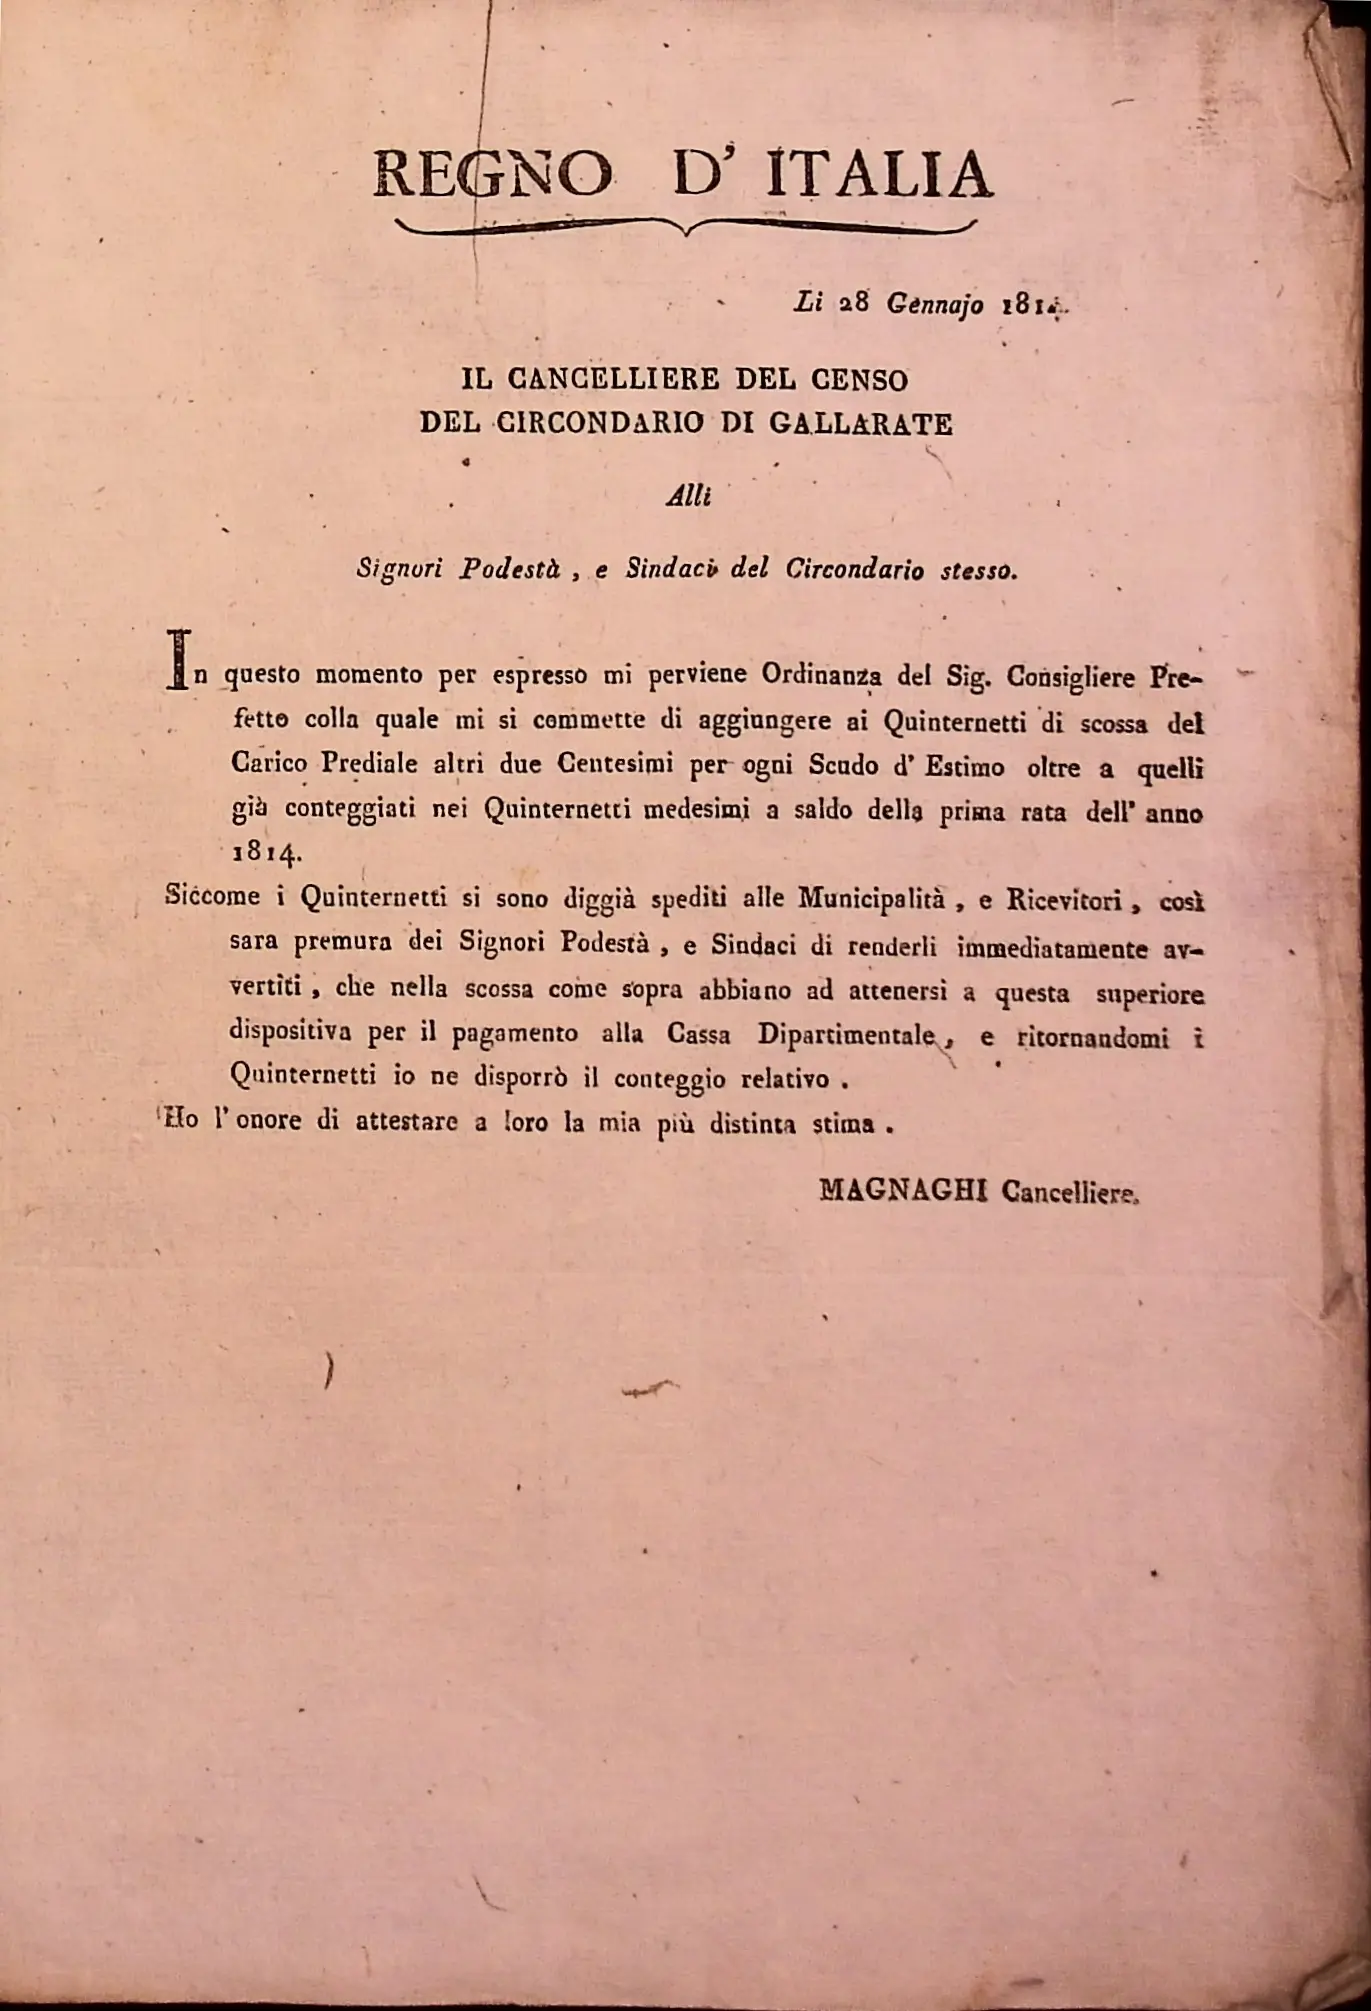 REGNO D' ITALIA
Li 28 Gennajo 1814.
IL CANCELLIERE DEL CENSO
DEL CIRCONDARIO DI GALLARATE
Alli
Signori Podestà , e Sindaci del Circondario stesso.
In questo momento per espresso mi perviene Ordinanza del Sig. Consigliere Pre-
fetto colla quale mi si commette di aggiungere ai Quinternetti di scossa del
Carico Prediale altri due Centesimi per ogni Scudo d' Estimo oltre a quelli
già conteggiati nei Quinternetti medesimi a saldo della prima rata dell' anno
1814.
Siccome i Quinternetti si sono diggià spediti alle Municipalità , e Ricevitori , così
sara premura dei Signori Podestà , e Sindaci di renderli immediatamente av-
vertiti , che nella scossa come sopra abbiano ad attenersi a questa superiore
dispositiva per il pagamento alla Cassa Dipartimentale , e ritornandomi i
Quinternetti io ne disporrò il conteggio relativo .
Ho l' onore di attestare a loro la mia più distinta stima .
MAGNAGHI Cancelliere.